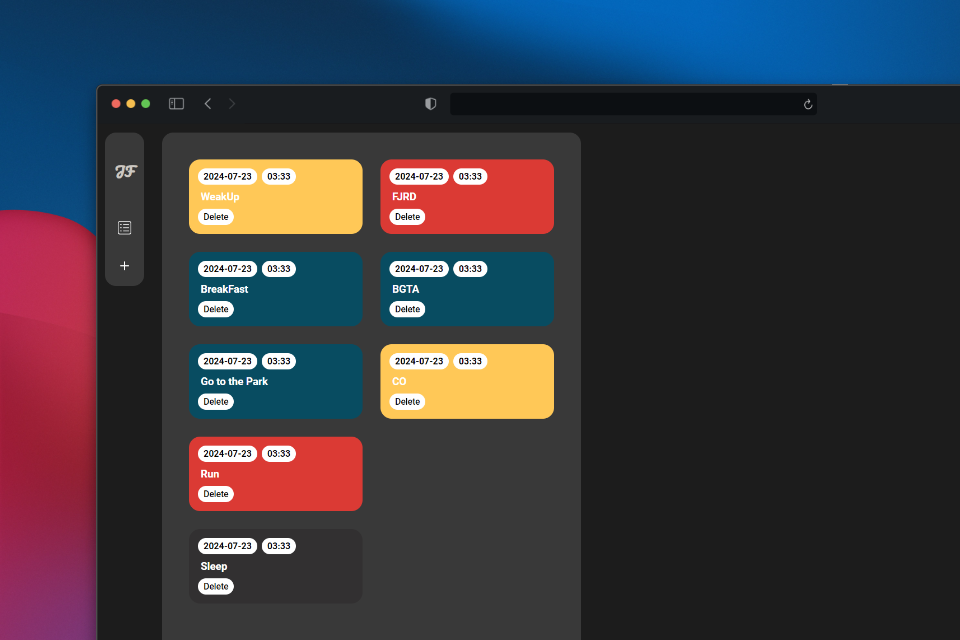 JF
2024-07-23 03:33
WeakUp
Delete
2024-07-23 03:33
FJRD
Delete
2024-07-23 03:33
BreakFast
Delete
2024-07-23 03:33
BGTA
Delete
2024-07-23 03:33
Go to the Park
Delete
2024-07-23 03:33
CO
Delete
2024-07-23 03:33
Run
Delete
2024-07-23 03:33
Sleep
Delete